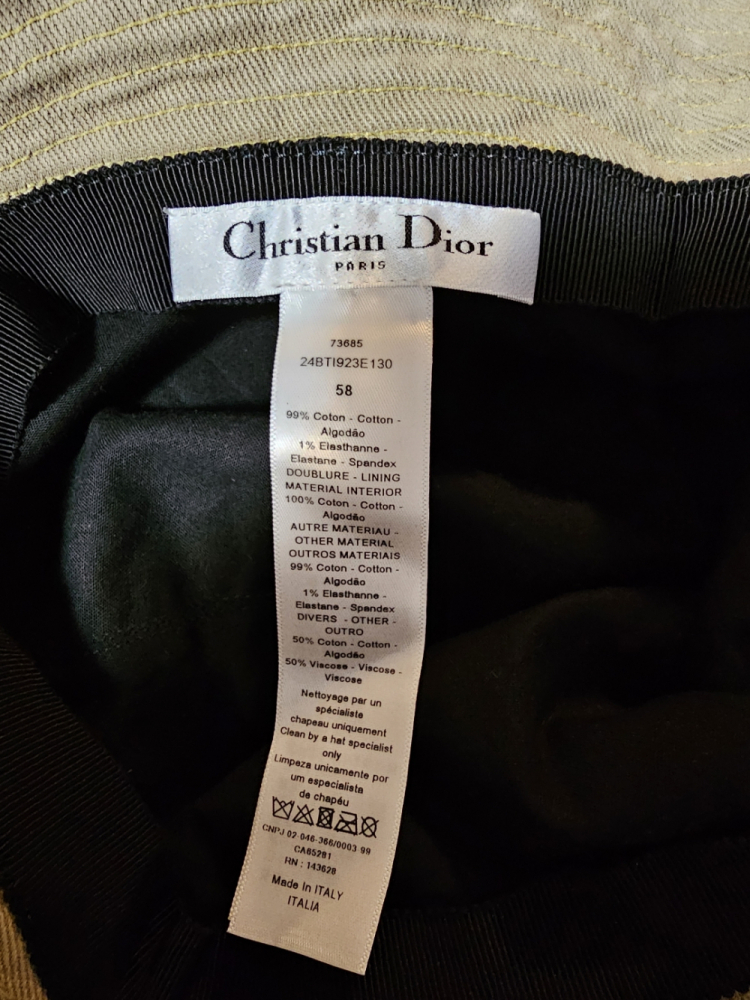 Christian Dior
PARIS
73685
24BTI923E130
58
99% Coton - Cotton -
Algodão
1% Elasthanne -
Elastane - Spandex
DOUBLURE - LINING
MATERIAL INTERIOR
100% Coton - Cotton -
Algodão
AUTRE MATERIAU -
OTHER MATERIAL
OUTROS MATERIAIS
99% Coton - Cotton -
Algodão
1% Elasthanne -
Elastane - Spandex
DIVERS - OTHER -
OUTRO
50% Coton - Cotton -
Algodão
50% Viscose - Viscose -
Viscose
Nettoyage par un
spécialiste
chapeau uniquement
Clean by a hat specialist
only
Limpeza unicamente por
um especialista
de chapéu
CNPJ 02-046-366/0003-99
CA85281
RN : 143628
Made in ITALY
ITALIA